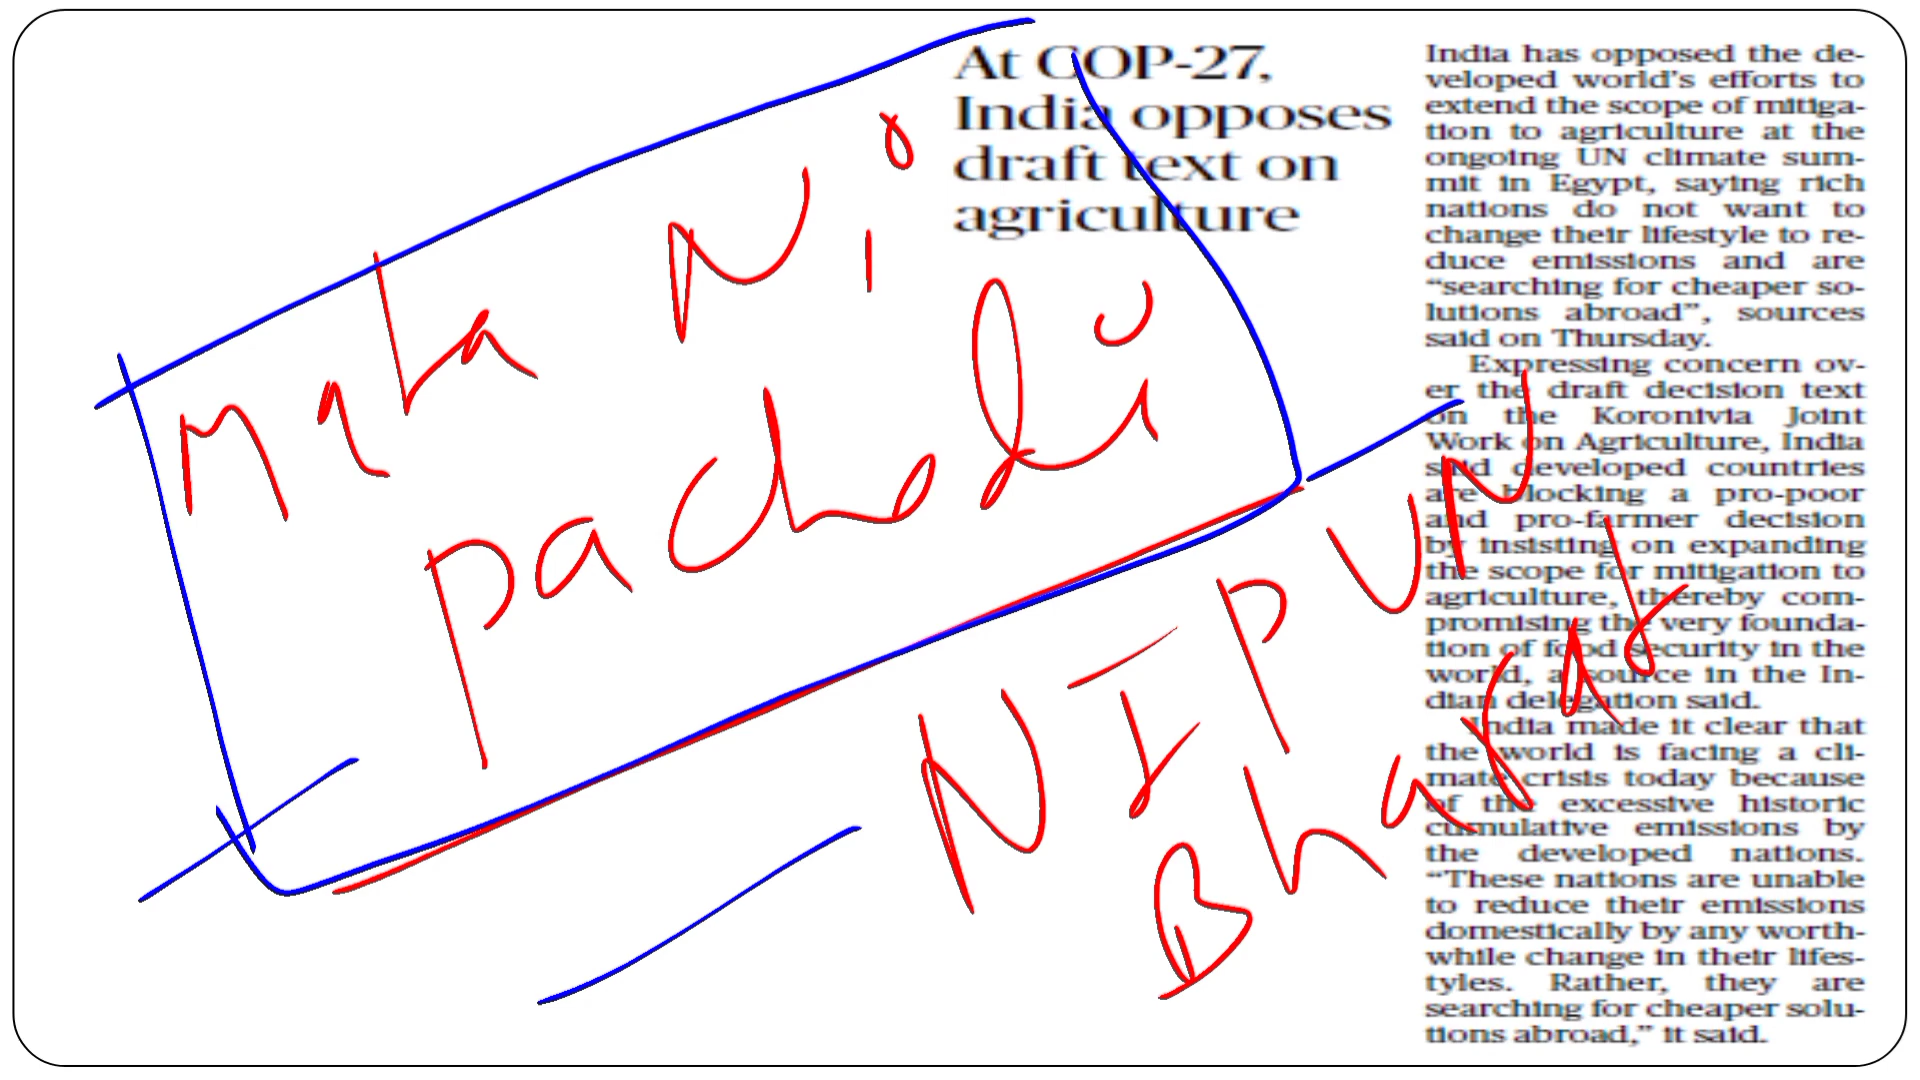 Mata Ni
pachedi
NIPUN
Bharat
At COP-27,
India opposes
draft text on
agriculture
India has opposed the de-
veloped world's efforts to
extend the scope of mitiga-
tion to agriculture at the
ongoing UN climate sum-
mit in Egypt, saying rich
nations do not want to
change their lifestyle to re-
duce emissions and are
“searching for cheaper so-
lutions abroad”, sources
said on Thursday.
Expressing concern ov-
er the draft decision text
on the Koronivia Joint
Work on Agriculture, India
said developed countries
are blocking a pro-poor
and pro-farmer decision
by insisting on expanding
the scope for mitigation to
agriculture, thereby com-
promising the very founda-
tion of food security in the
world, a source in the In-
dian delegation said.
India made it clear that
the world is facing a cli-
mate crisis today because
of the excessive historic
cumulative emissions by
the developed nations.
“These nations are unable
to reduce their emissions
domestically by any worth-
while change in their lifes-
tyles. Rather, they are
searching for cheaper solu-
tions abroad,” it said.